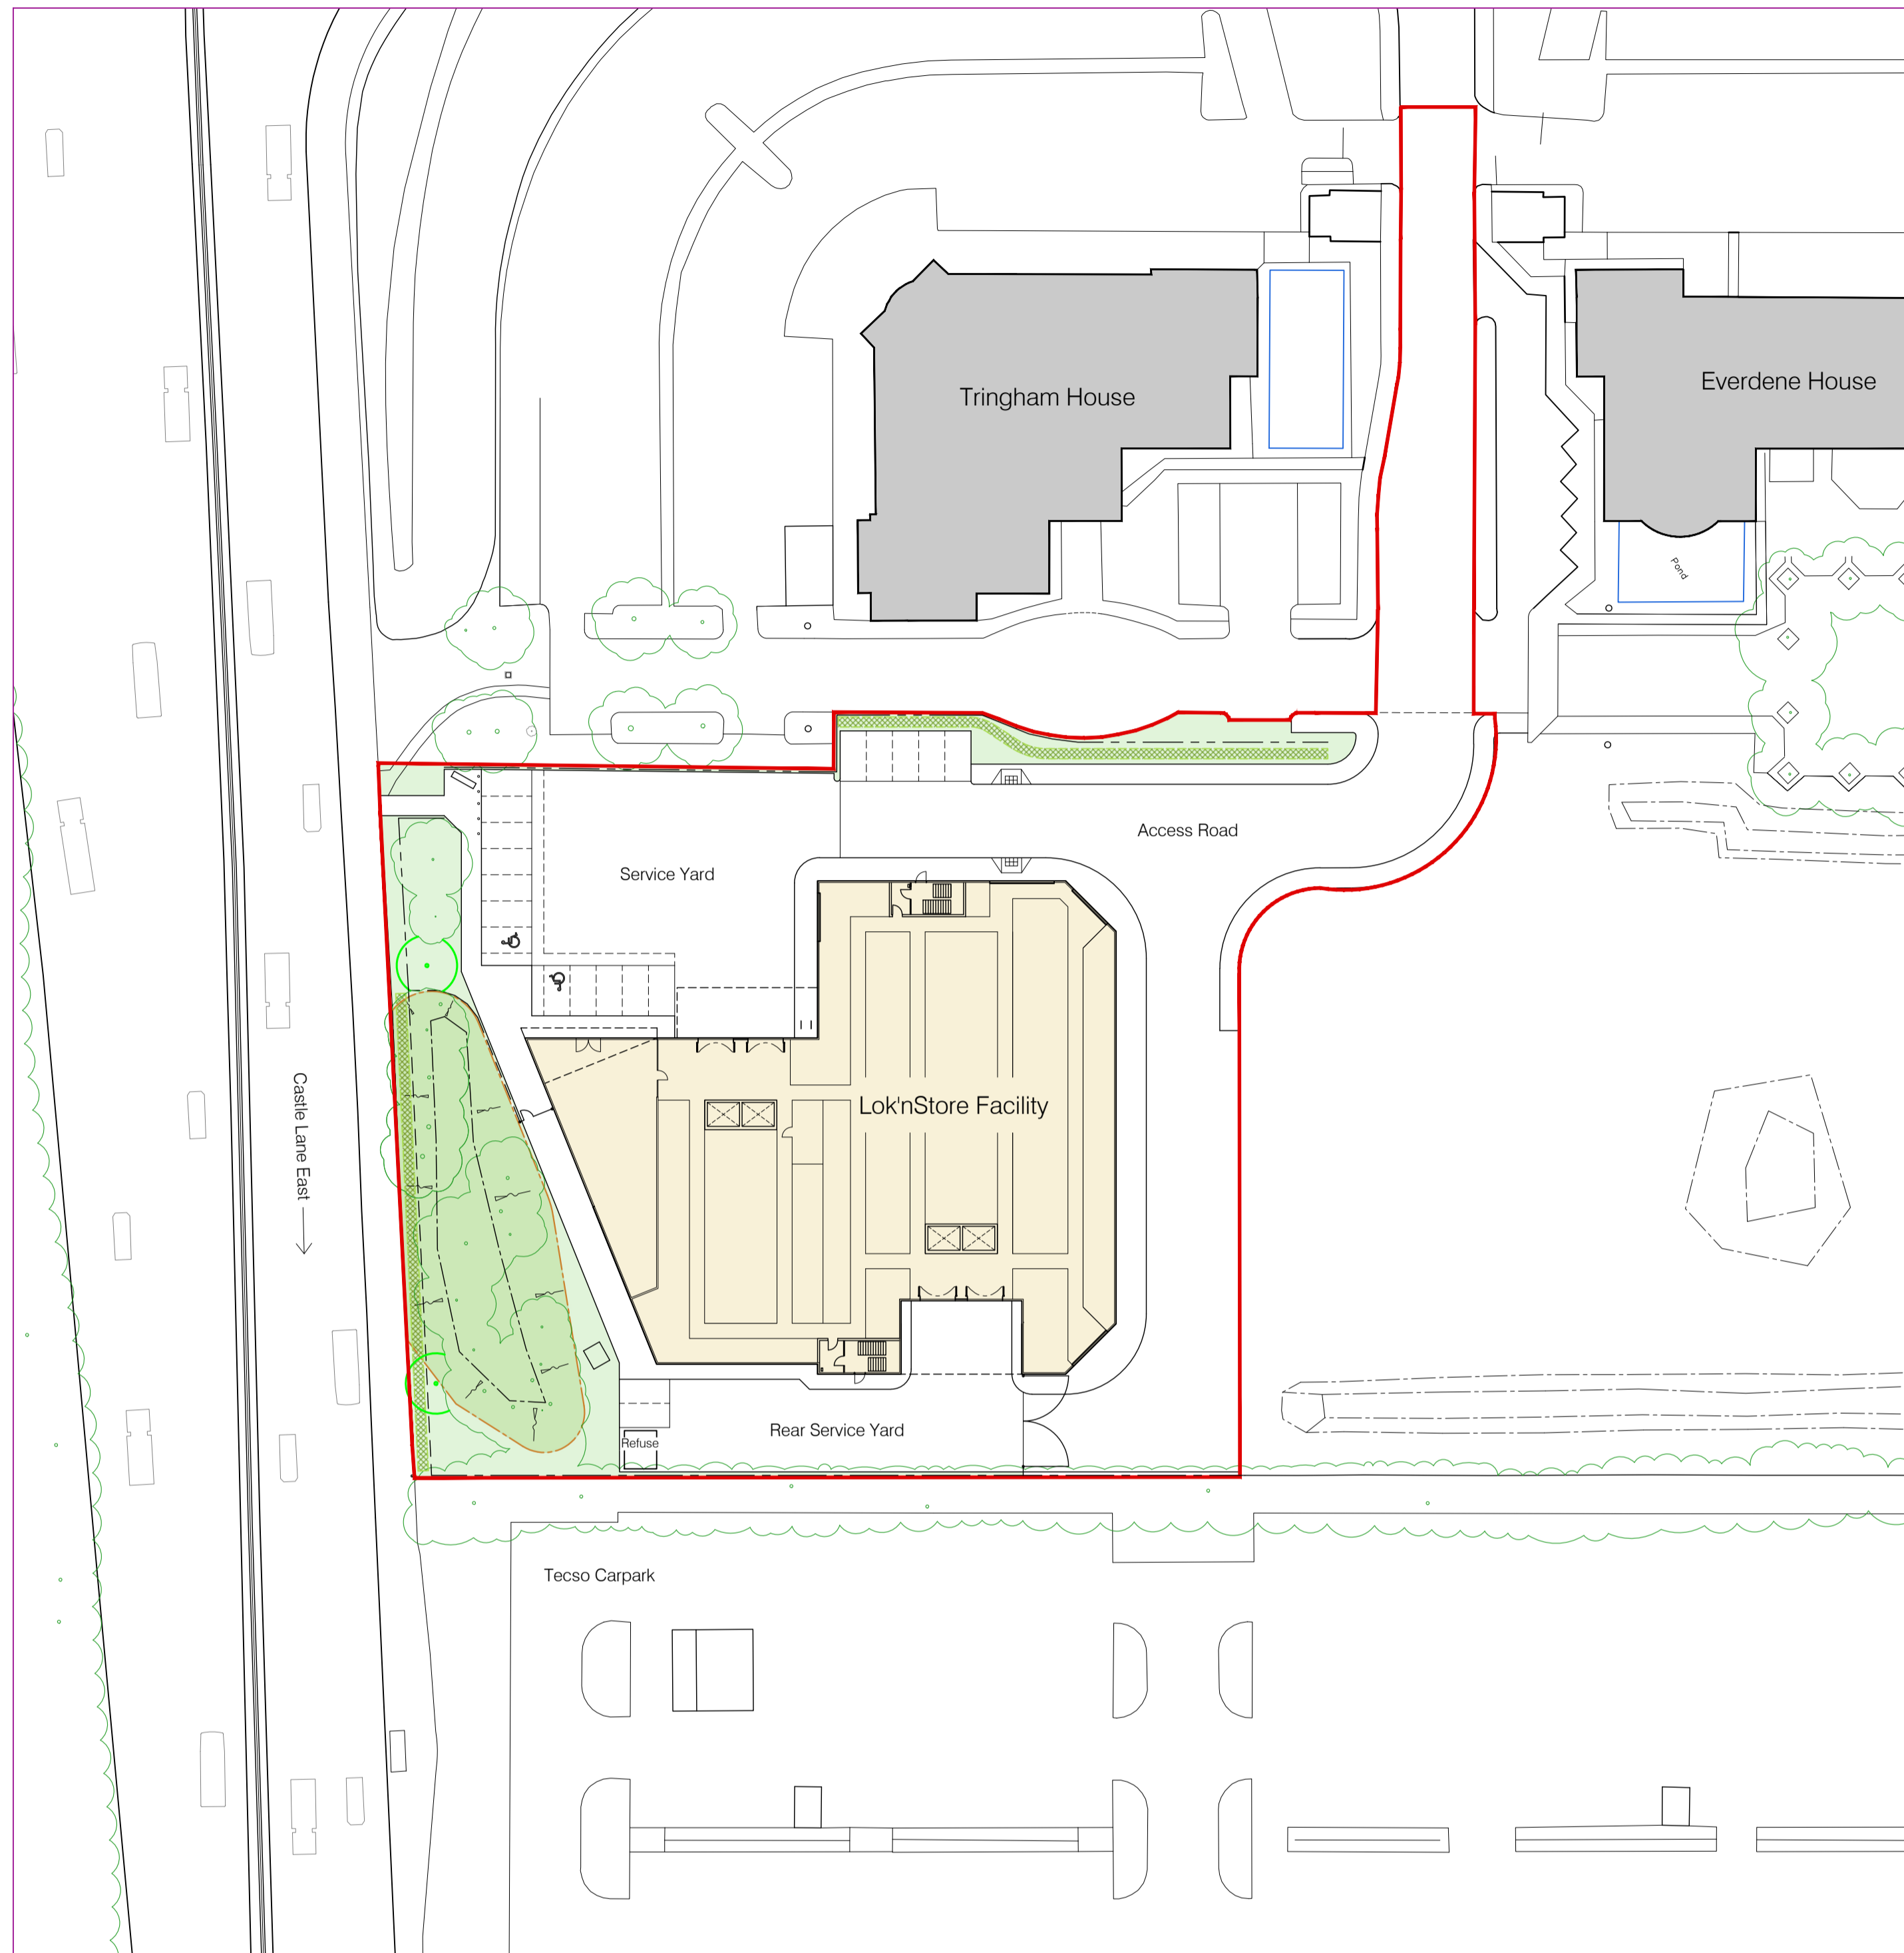 Everdene House
Tringham House
Pond
Access Road
Service Yard
Lok'nStore Facility
Castle Lane East
Rear Service Yard
Refuse
Tecso Carpark